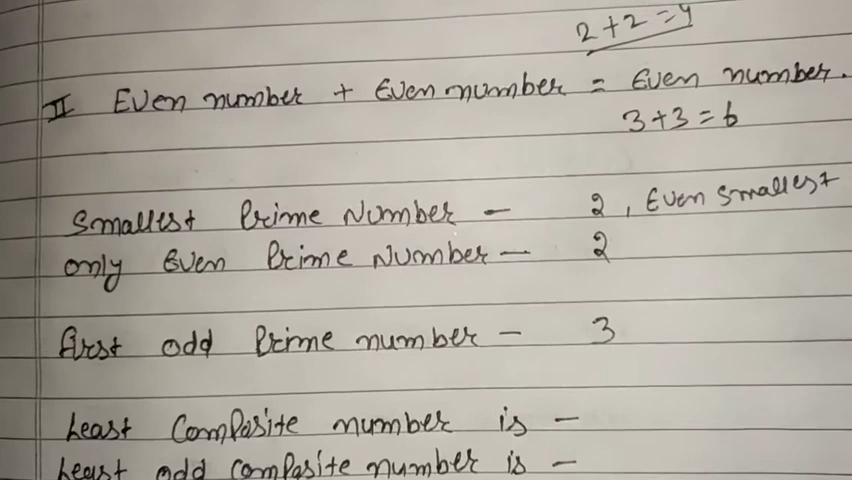 2+2=4
II Even number + Even number = Even number.
3+3=6
Smallest Prime Number - 2, Even Smallest
only Even Prime Number - 2
first odd Prime number - 3
Least Composite number is -
Least odd composite number is -